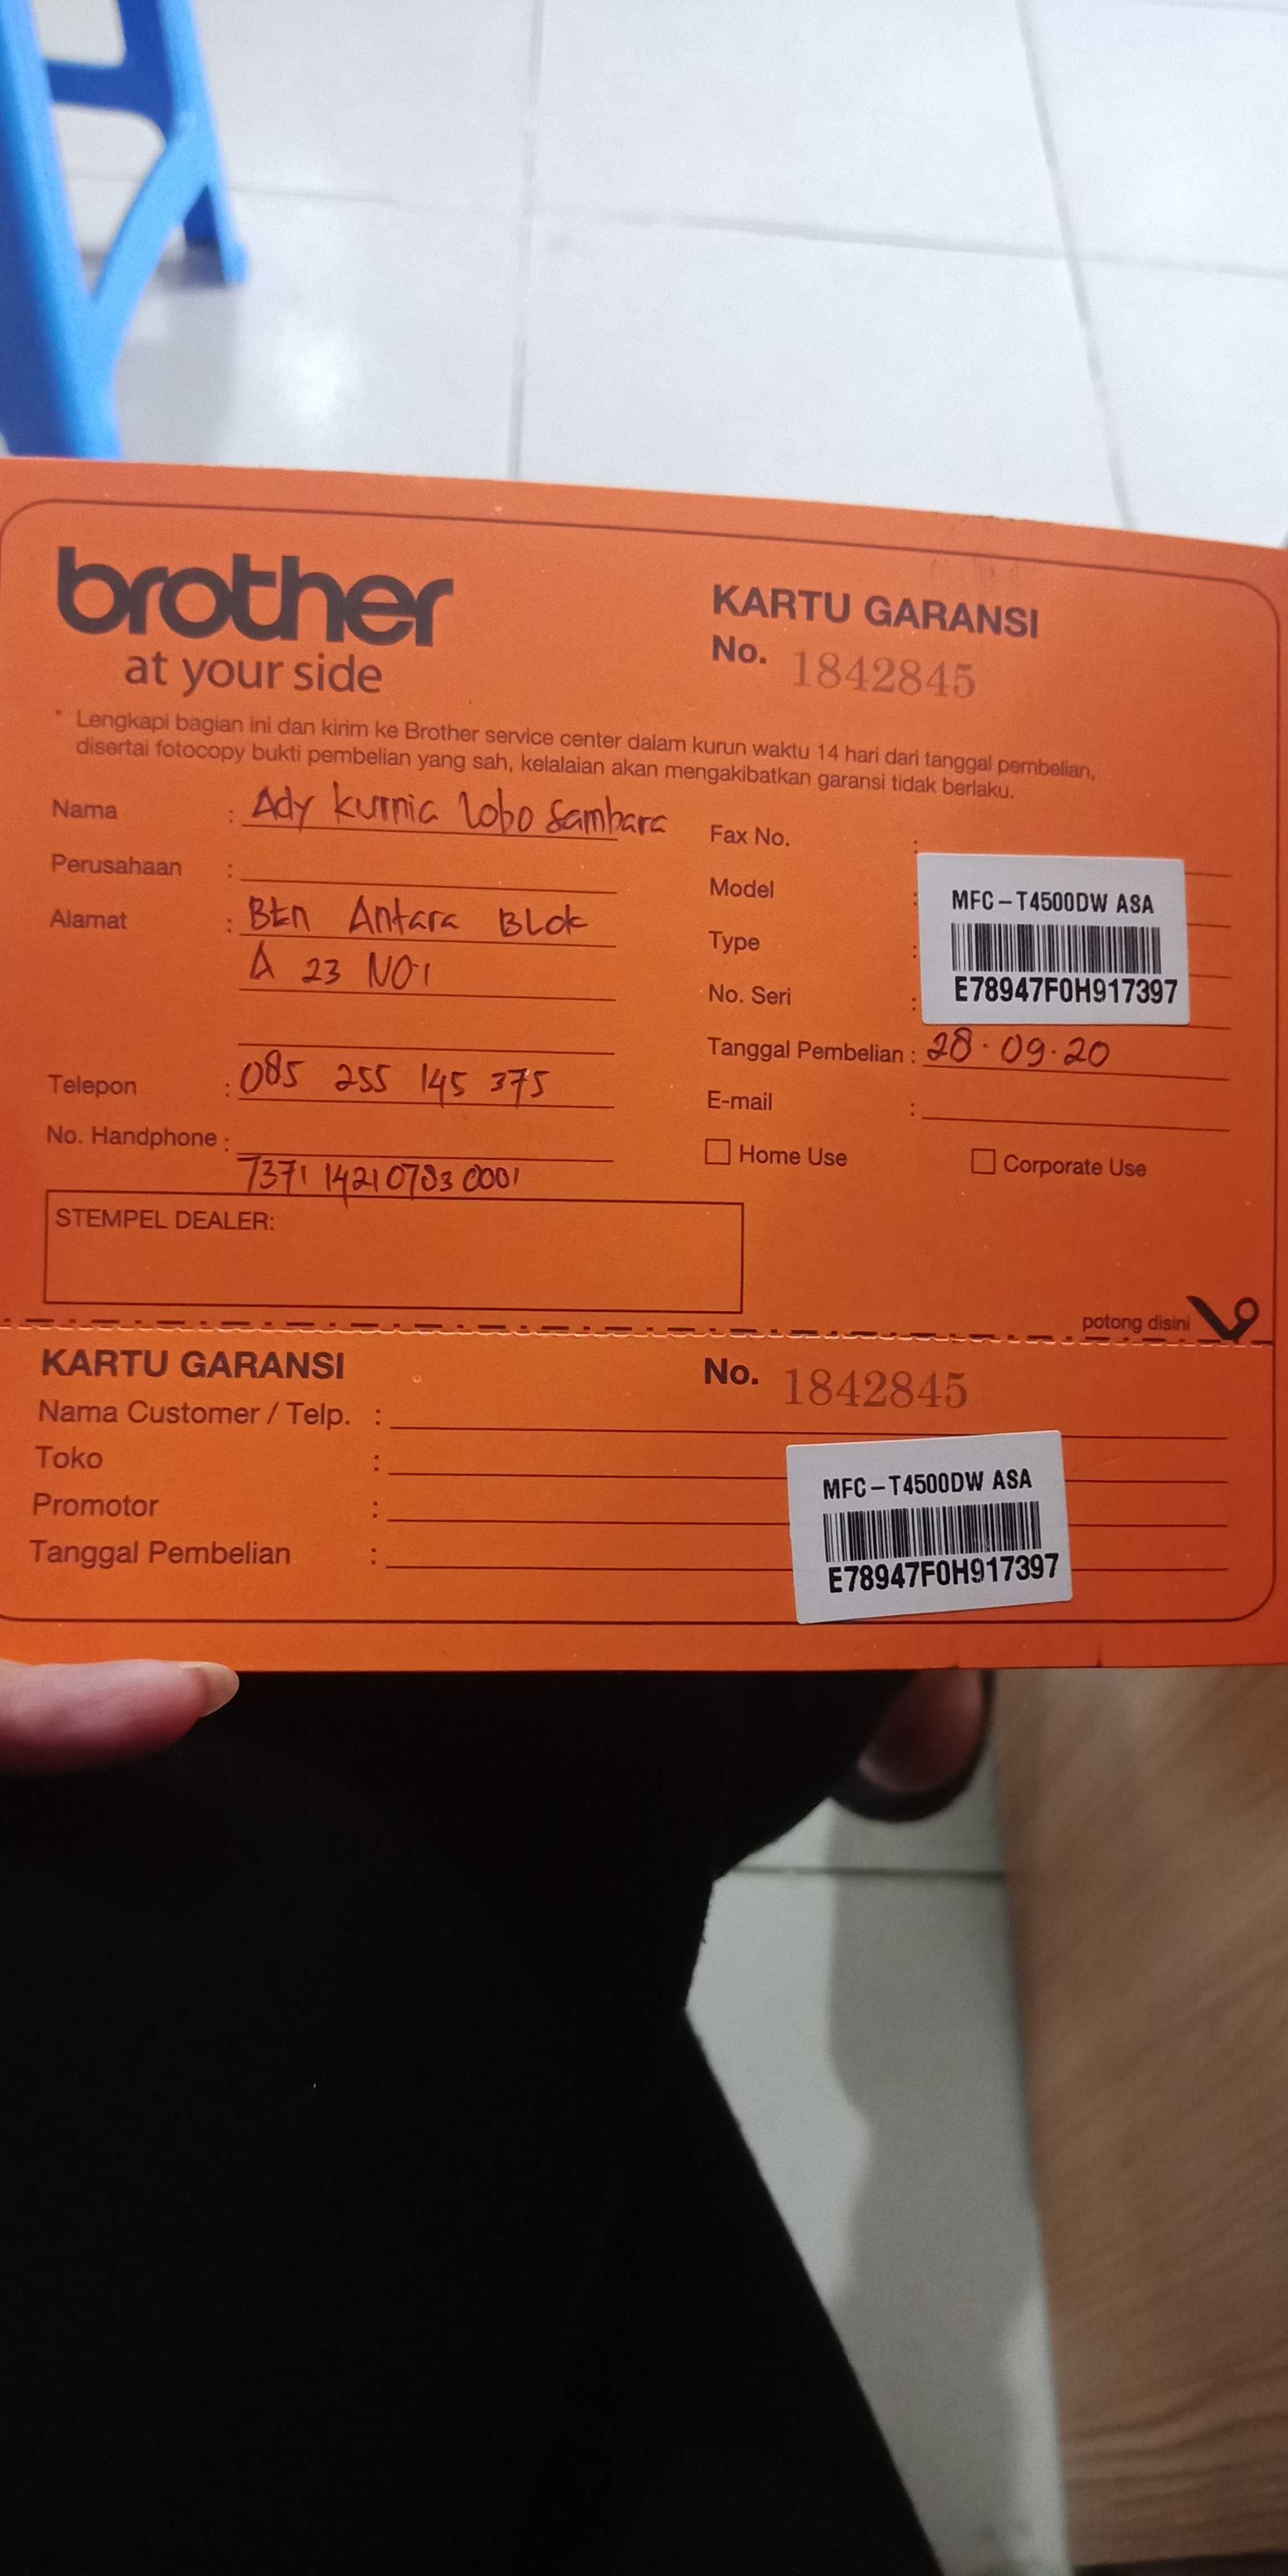 brother
at your side
KARTU GARANSI
No. 1842845
* Lengkapi bagian ini dan kirim ke Brother service center dalam kurun waktu 14 hari dari tanggal pembelian,
disertai fotocopy bukti pembelian yang sah, kelalaian akan mengakibatkan garansi tidak berlaku.
Nama : Ady kurnia lobo Sambara
Perusahaan :
Alamat : Btn Antara BLok
A 23 NO.1
Telepon : 085 255 145 375
No. Handphone :
7371 1421 0783 0001
Fax No. :
Model :
Type :
No. Seri :
MFC-T4500DW ASA
E78947F0H917397
Tanggal Pembelian : 28.09.20
E-mail :
Home Use
Corporate Use
STEMPEL DEALER:
potong disini
KARTU GARANSI
No. 1842845
Nama Customer / Telp. :
Toko :
Promotor :
Tanggal Pembelian :
MFC-T4500DW ASA
E78947F0H917397